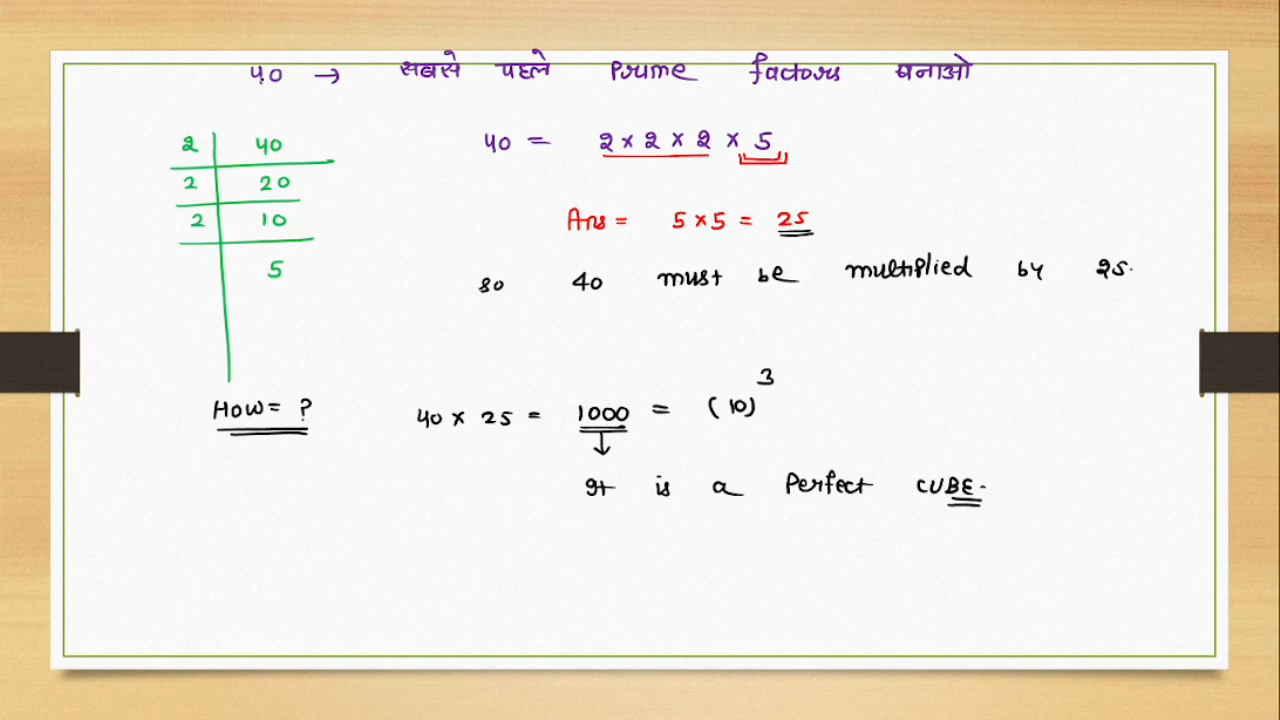 40 → सबसे पहले Prime factors बनाओ
2 | 40
2 | 20
2 | 10
5
40 = 2 × 2 × 2 × 5
Ans = 5 × 5 = 25
so 40 must be multiplied by 25.
How = ?
40 × 25 = 1000 = (10)³
↓
It is a Perfect CUBE.